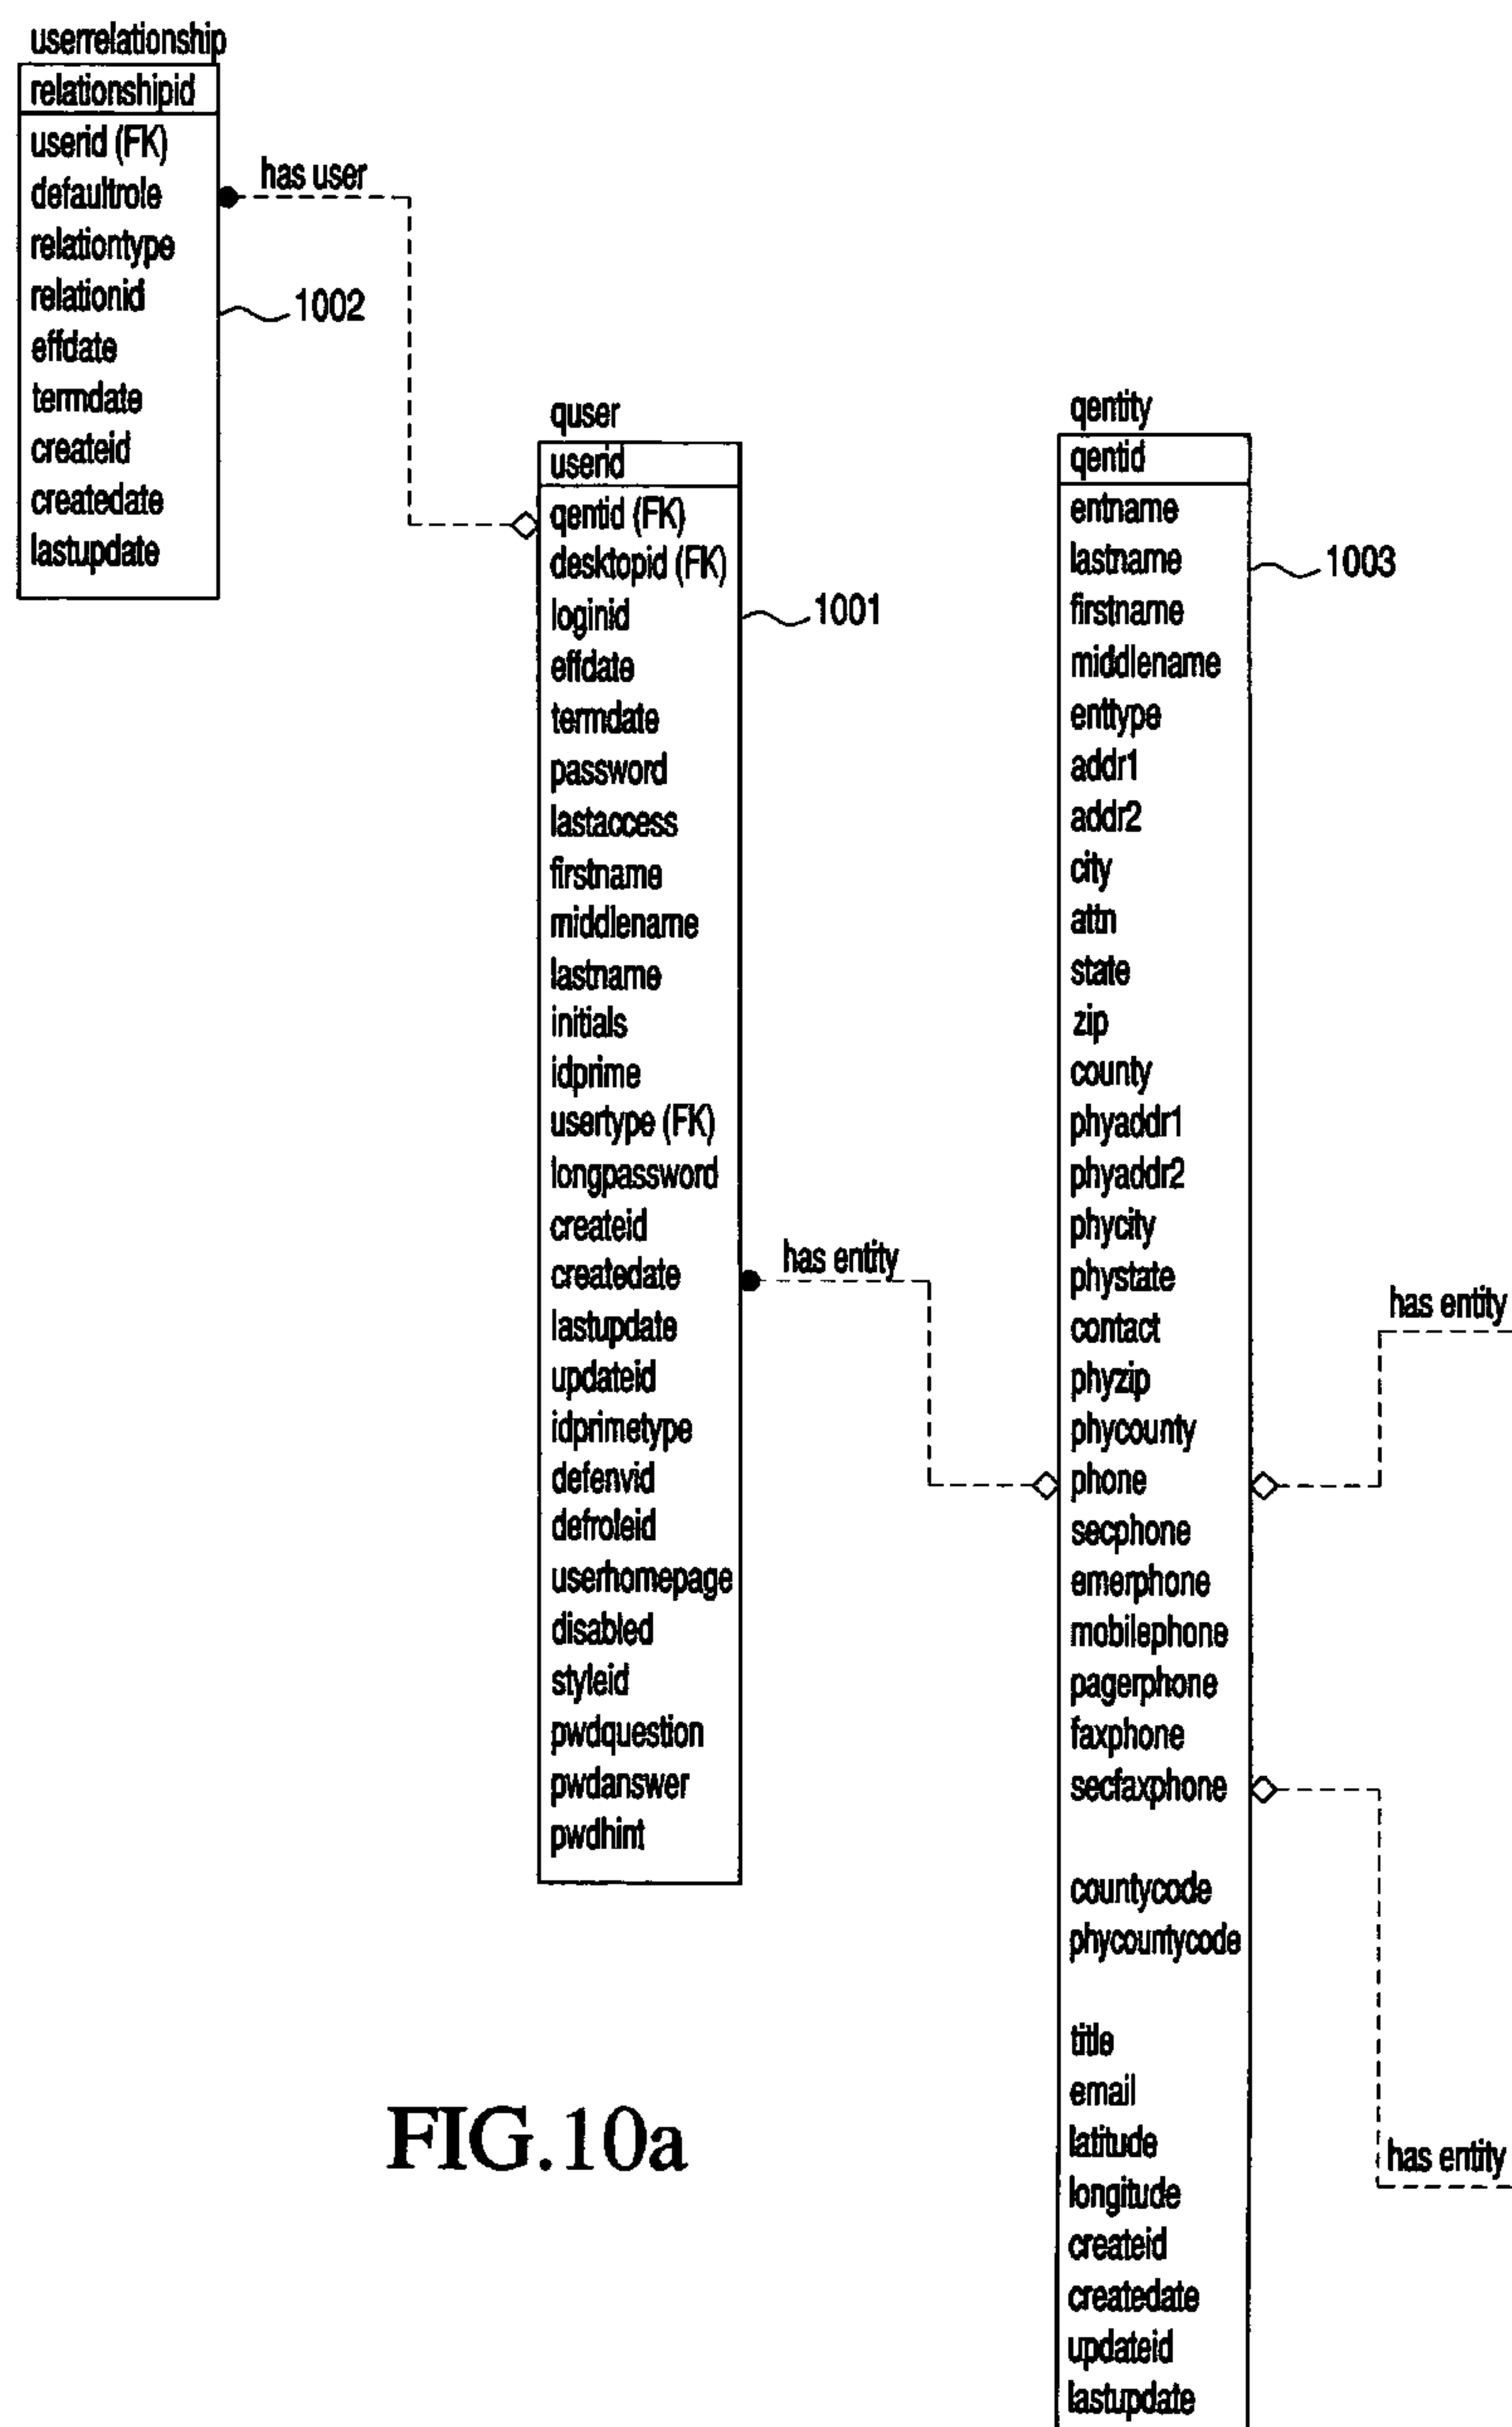 userrelationship
relationshipid
userid (FK)
defaultrole
relationtype
relationid
effdate
termdate
createid
createdate
lastupdate
has user
1002
quser
userid
qentid (FK)
desktopid (FK)
loginid
effdate
termdate
password
lastaccess
firstname
middlename
lastname
initials
idprime
usertype (FK)
longpassword
createid
createdate
lastupdate
updateid
idprimetype
defenvid
defroleid
userhomepage
disabled
styleid
pwdquestion
pwdanswer
pwdhint
1001
has entity
qentity
qentid
entname
lastname
firstname
middlename
enttype
addr1
addr2
city
attn
state
zip
county
phyaddr1
phyaddr2
phycity
phystate
contact
phyzip
phycounty
phone
secphone
emerphone
mobilephone
pagerphone
faxphone
secfaxphone
countycode
phycountycode
title
email
latitude
longitude
createid
createdate
updateid
lastupdate
1003
has entity
has entity
FIG.10a